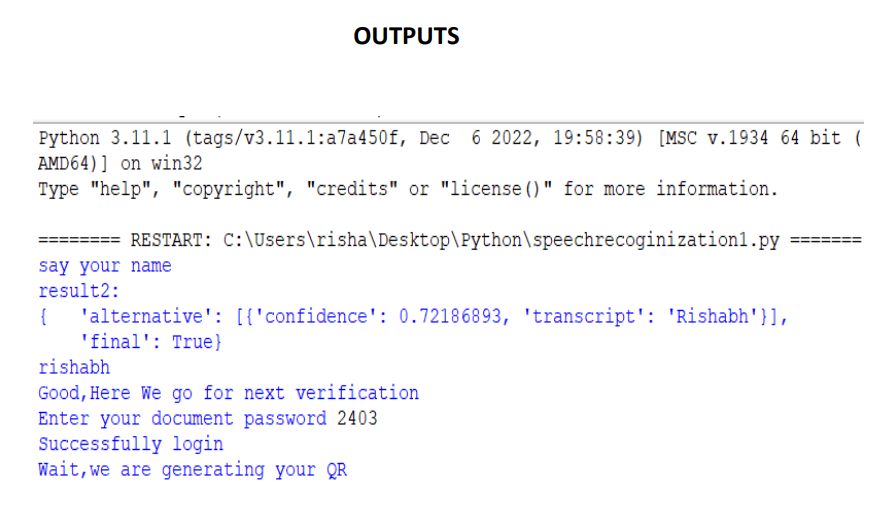 OUTPUTS
Python 3.11.1 (tags/v3.11.1:a7a450f, Dec  6 2022, 19:58:39) [MSC v.1934 64 bit (
AMD64)] on win32
Type "help", "copyright", "credits" or "license()" for more information.
======== RESTART: C:\Users\risha\Desktop\Python\speechrecoginization1.py =======
say your name
result2:
{   'alternative': [{'confidence': 0.72186893, 'transcript': 'Rishabh'}],
    'final': True}
rishabh
Good,Here We go for next verification
Enter your document password 2403
Successfully login
Wait,we are generating your QR